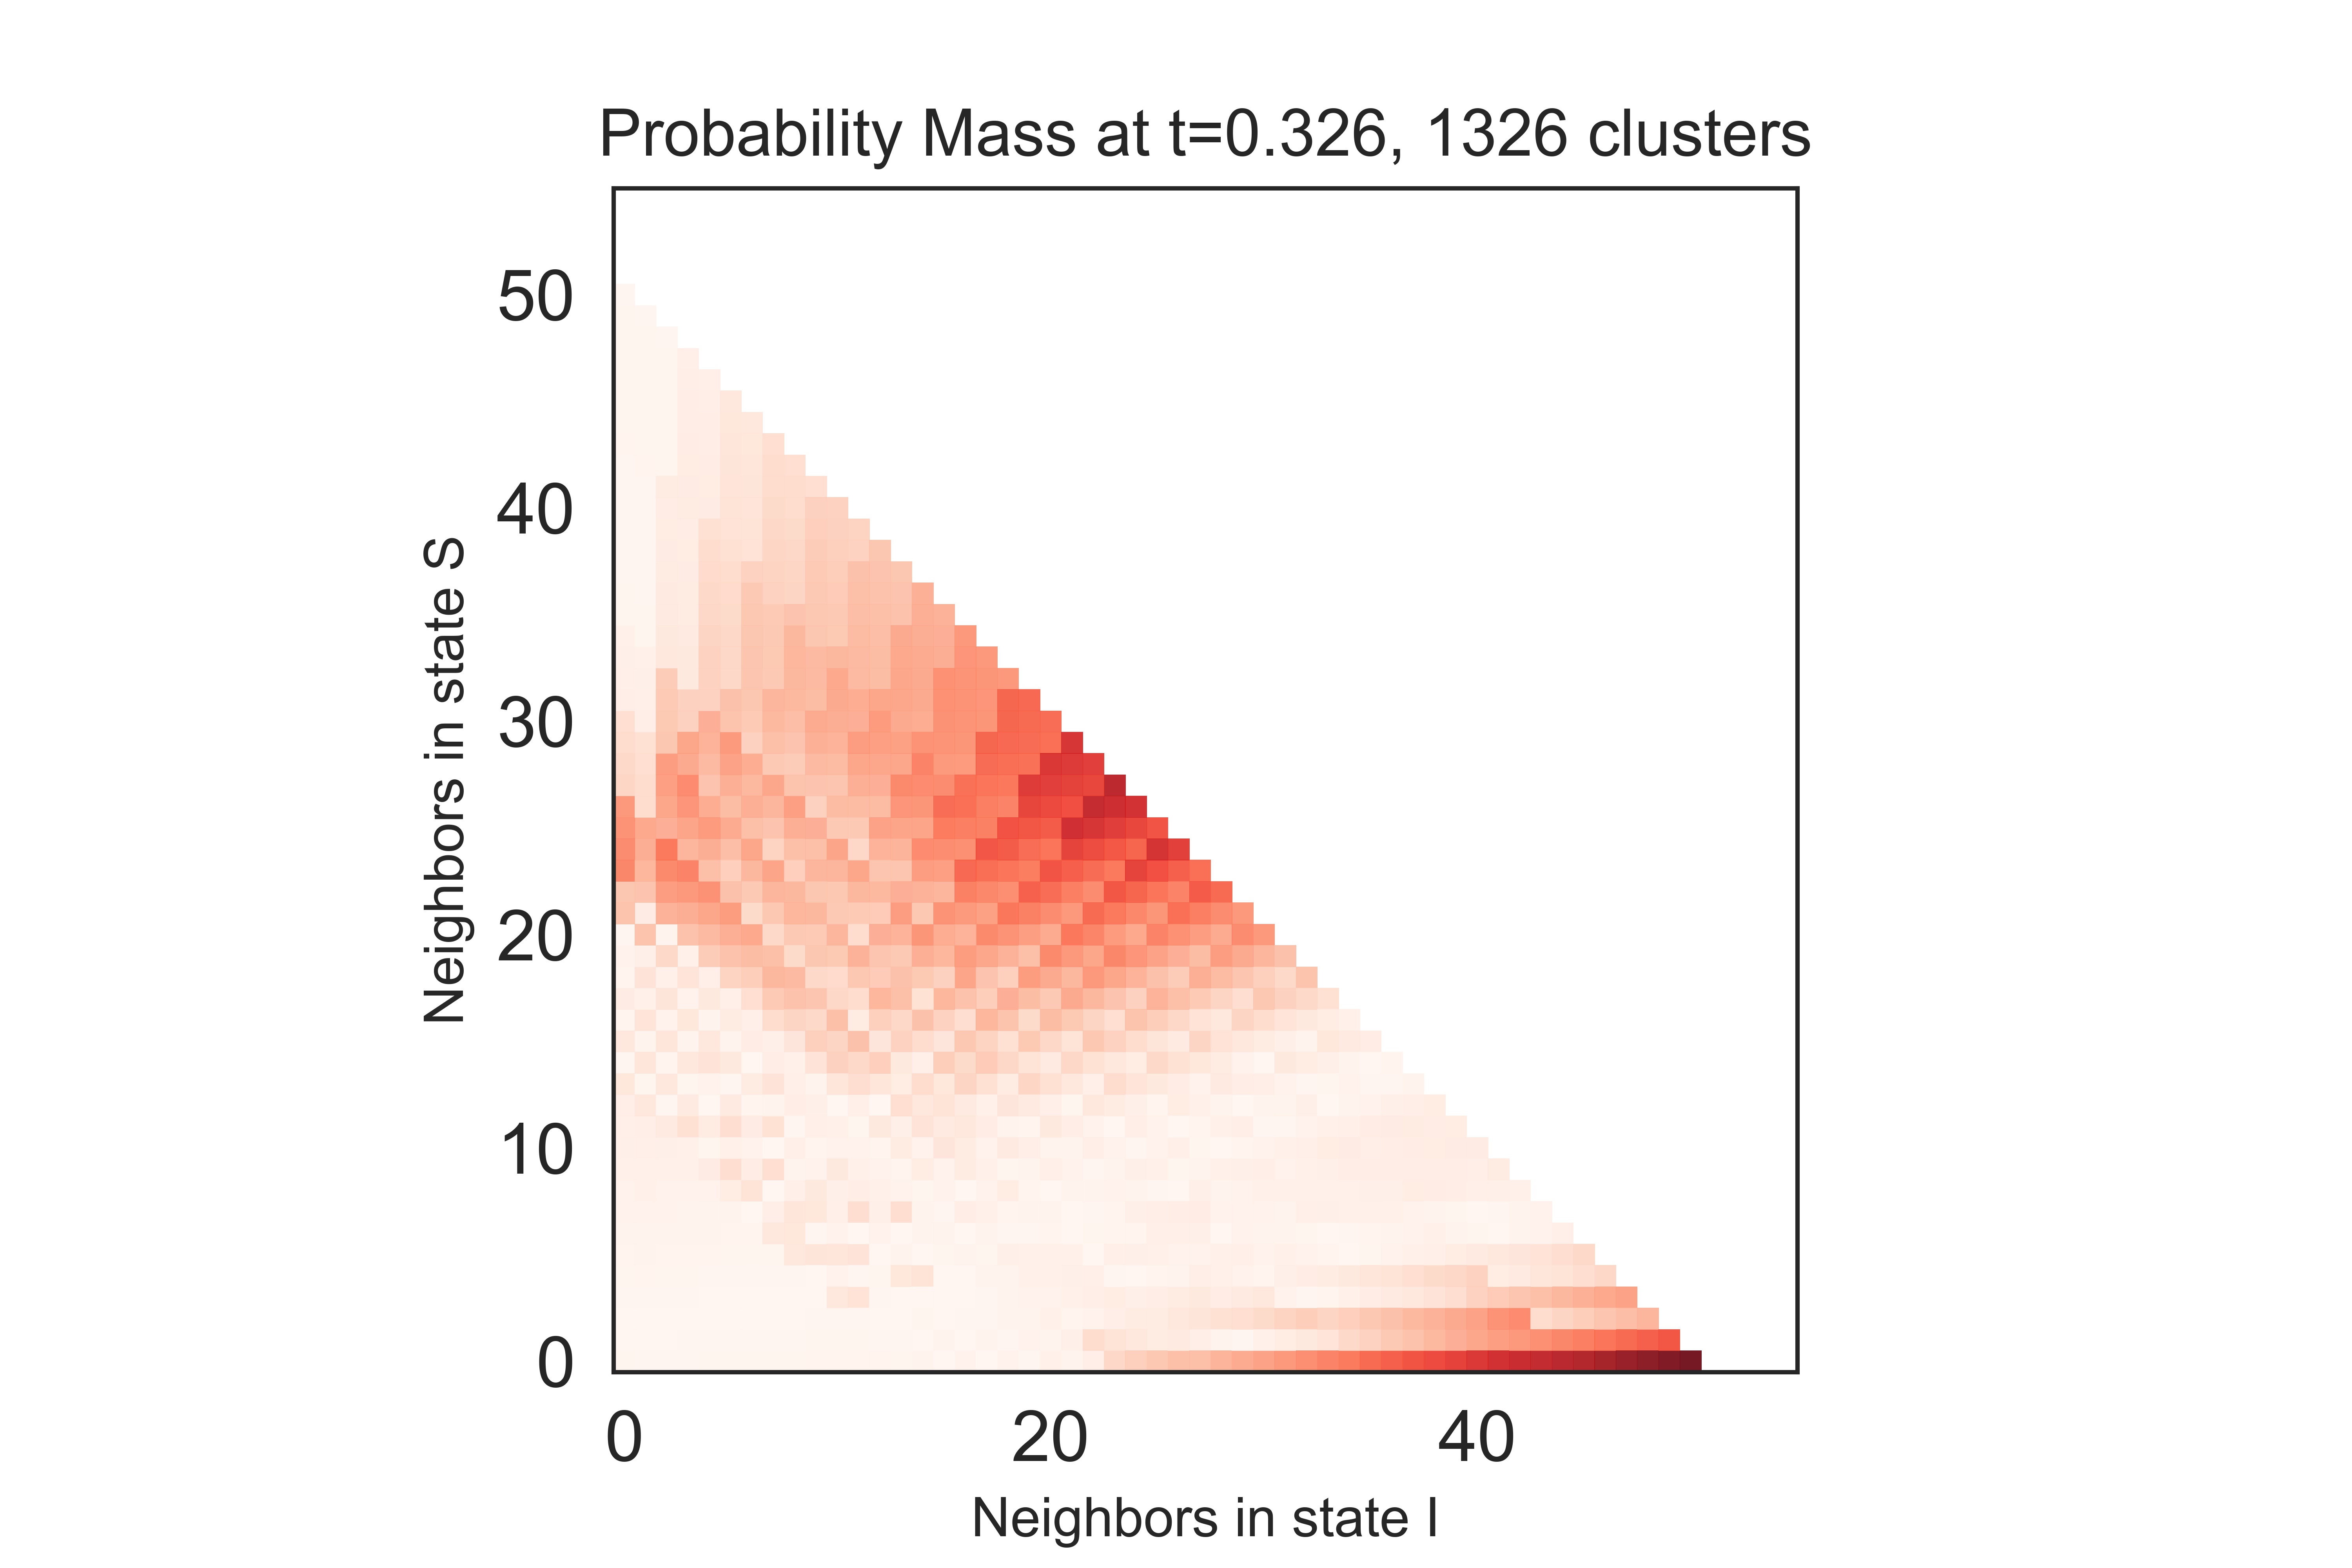 Probability Mass at t=0.326, 1326 clusters
50
40
30
20
10
0
Neighbors in state S
0 20 40
Neighbors in state I